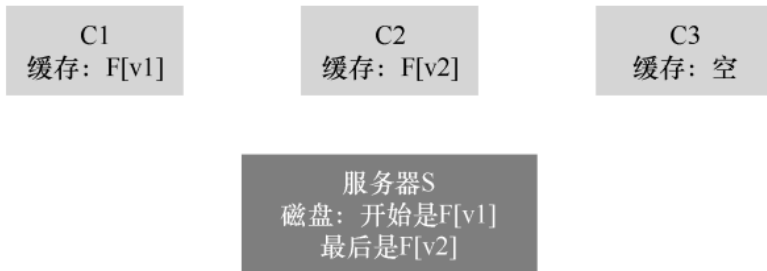 C1
缓存：F[v1]
C2
缓存：F[v2]
C3
缓存：空
服务器S
磁盘：开始是F[v1]
最后是F[v2]